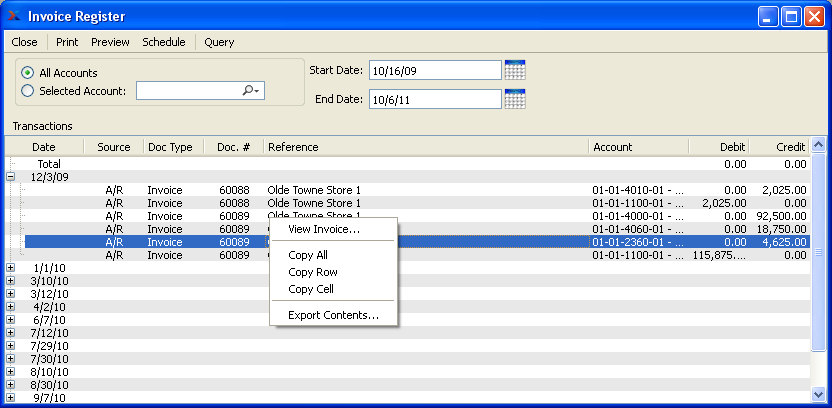 Invoice Register
Close Print Preview Schedule Query
All Accounts
Selected Account:
Start Date: 10/16/09
End Date: 10/6/11
Transactions
Date Source Doc Type Doc. # Reference Account Debit Credit
Total 0.00 0.00
12/3/09
A/R Invoice 60088 Olde Towne Store 1 01-01-4010-01 - ... 0.00 2,025.00
A/R Invoice 60088 Olde Towne Store 1 01-01-1100-01 - ... 2,025.00 0.00
A/R Invoice 60089 Olde Towne Store 1 01-01-4000-01 - ... 0.00 92,500.00
A/R Invoice 60089 01-01-4060-01 - ... 0.00 18,750.00
A/R Invoice 60089 01-01-2360-01 - ... 0.00 4,625.00
A/R Invoice 60089 01-01-1100-01 - ... 115,875.... 0.00
View Invoice...
Copy All
Copy Row
Copy Cell
Export Contents...
1/1/10
3/10/10
3/12/10
4/2/10
6/7/10
7/12/10
7/29/10
7/30/10
8/10/10
8/30/10
9/7/10